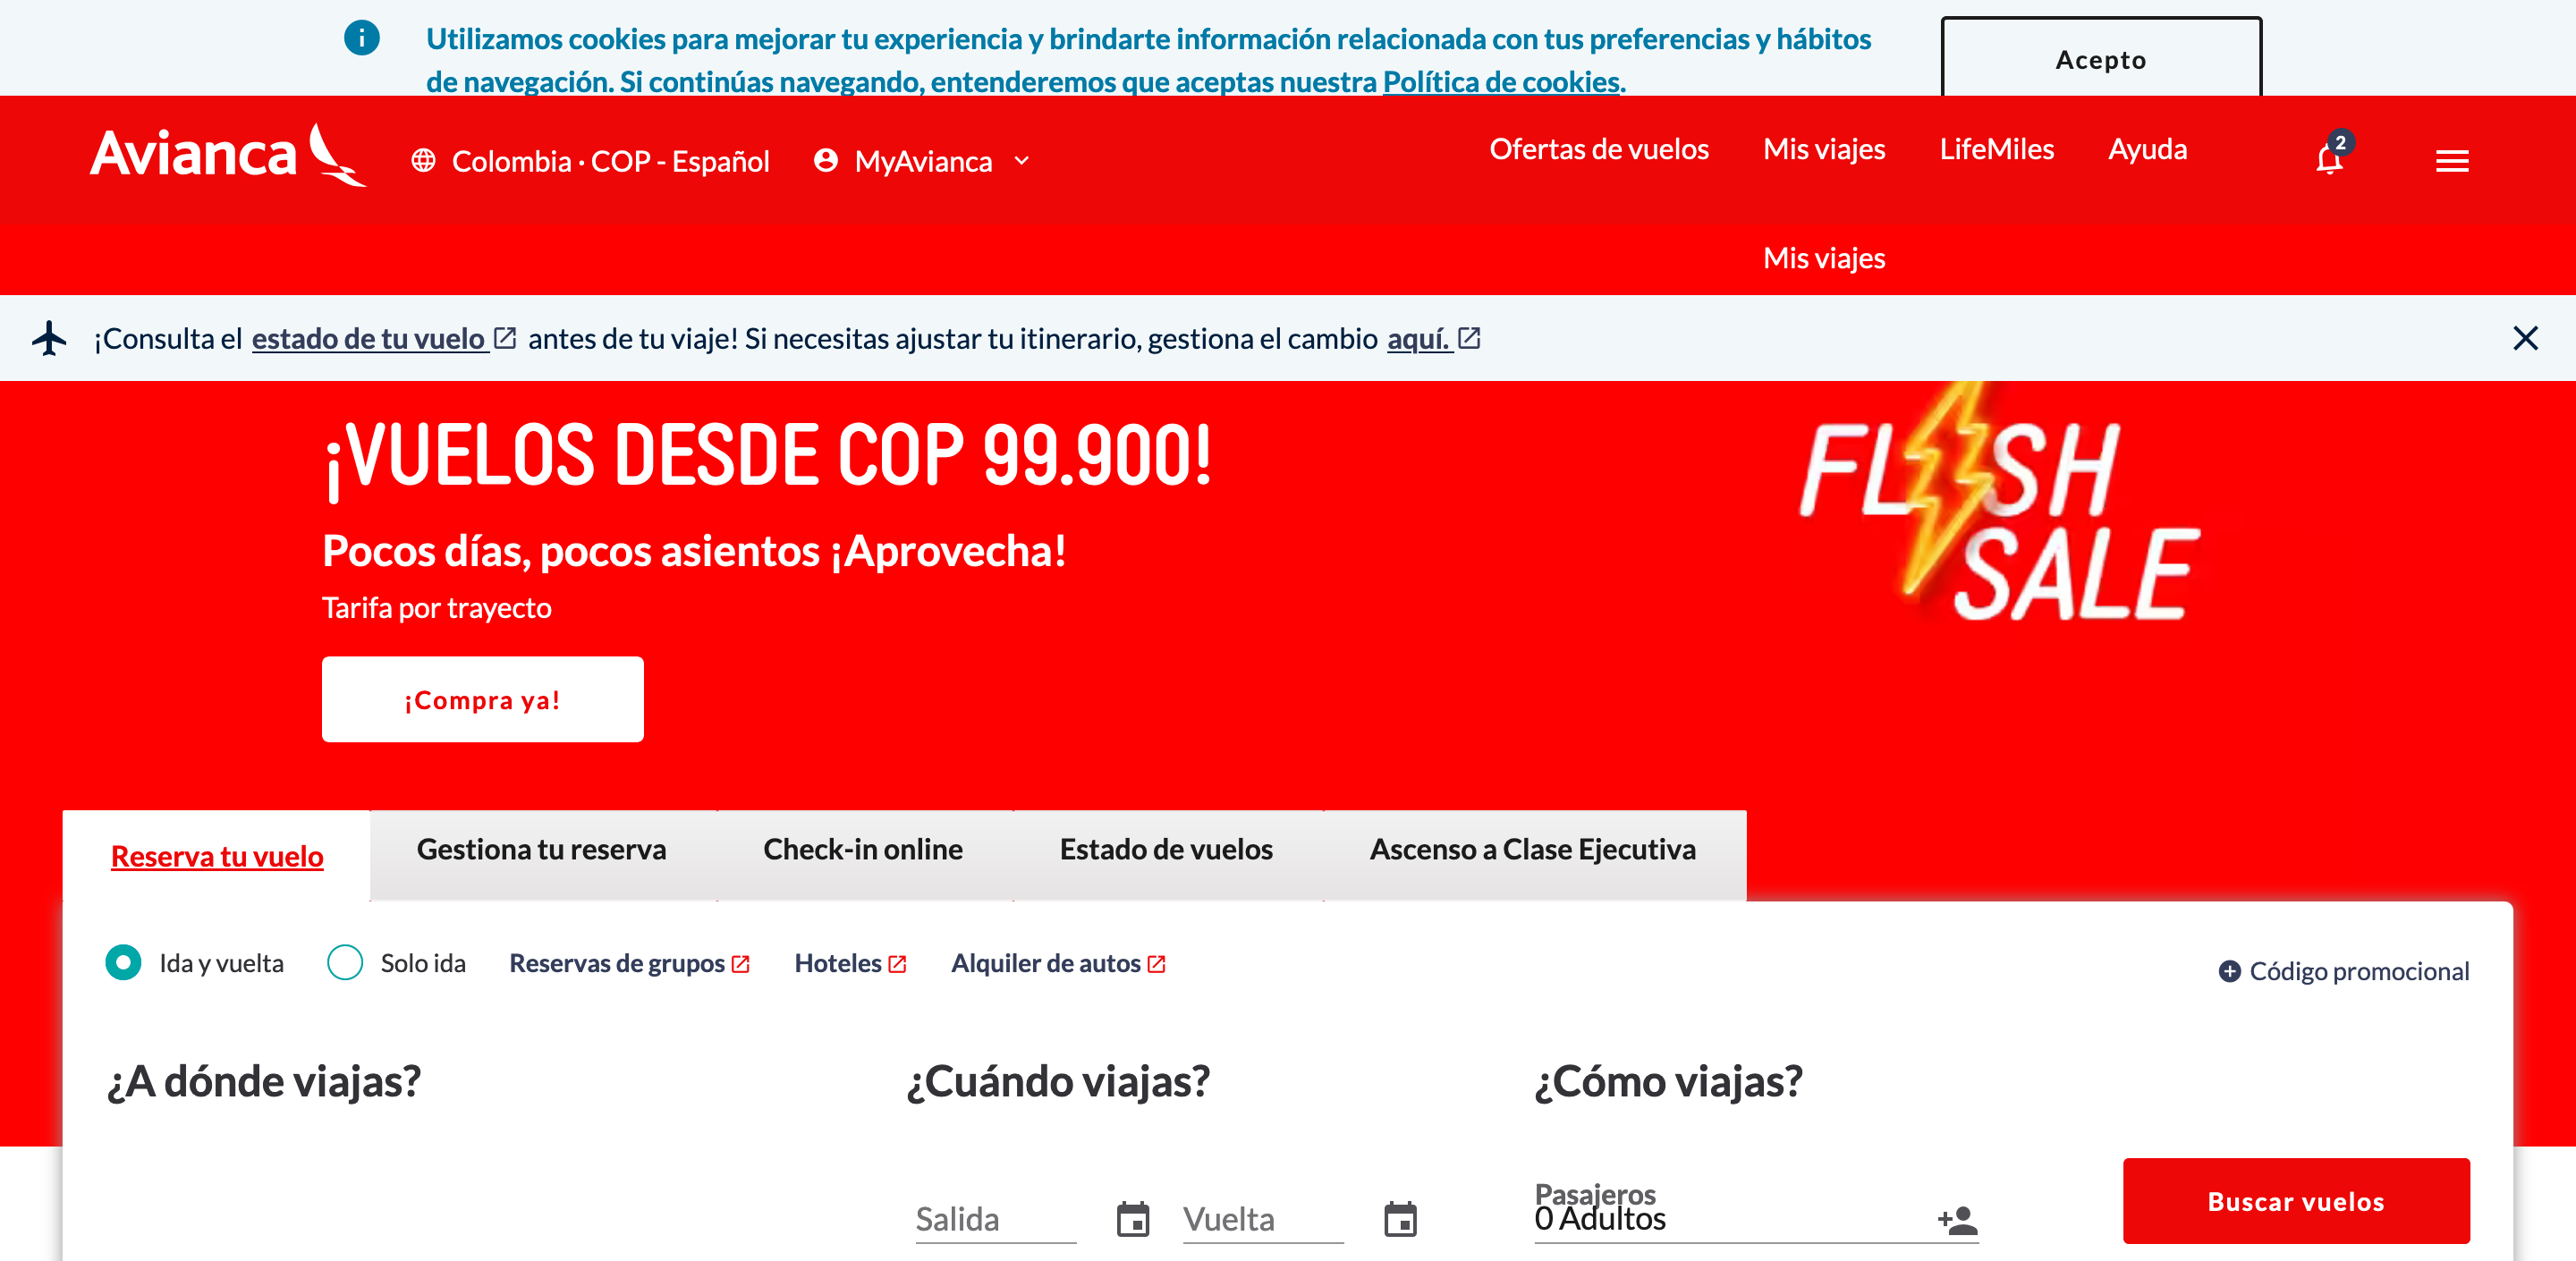 Utilizamos cookies para mejorar tu experiencia y brindarte información relacionada con tus preferencias y hábitos
de navegación. Si continúas navegando, entenderemos que aceptas nuestra Política de cookies.
Acepto
Avianca
Colombia · COP - Español
MyAvianca
Ofertas de vuelos
Mis viajes
LifeMiles
Ayuda
2
Mis viajes
¡Consulta el estado de tu vuelo antes de tu viaje! Si necesitas ajustar tu itinerario, gestiona el cambio aquí.
¡VUELOS DESDE COP 99.900!
Pocos días, pocos asientos ¡Aprovecha!
Tarifa por trayecto
¡Compra ya!
FLASH
SALE
Reserva tu vuelo
Gestiona tu reserva
Check-in online
Estado de vuelos
Ascenso a Clase Ejecutiva
Ida y vuelta
Solo ida
Reservas de grupos
Hoteles
Alquiler de autos
Código promocional
¿A dónde viajas?
¿Cuándo viajas?
¿Cómo viajas?
Salida
Vuelta
Pasajeros
0 Adultos
Buscar vuelos